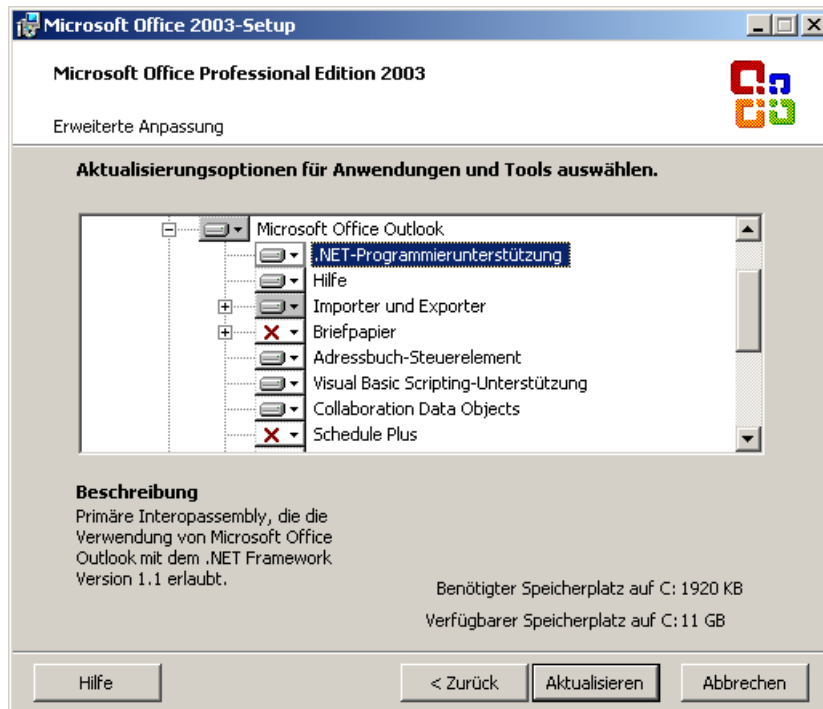 Microsoft Office 2003-Setup
Microsoft Office Professional Edition 2003
Erweiterte Anpassung
Aktualisierungsoptionen für Anwendungen und Tools auswählen.
Microsoft Office Outlook
.NET-Programmierunterstützung
Hilfe
Importer und Exporter
Briefpapier
Adressbuch-Steuerelement
Visual Basic Scripting-Unterstützung
Collaboration Data Objects
Schedule Plus
Beschreibung
Primäre Interopassembly, die die
Verwendung von Microsoft Office
Outlook mit dem .NET Framework
Version 1.1 erlaubt.
Benötigter Speicherplatz auf C: 1920 KB
Verfügbarer Speicherplatz auf C: 11 GB
Hilfe
< Zurück
Aktualisieren
Abbrechen